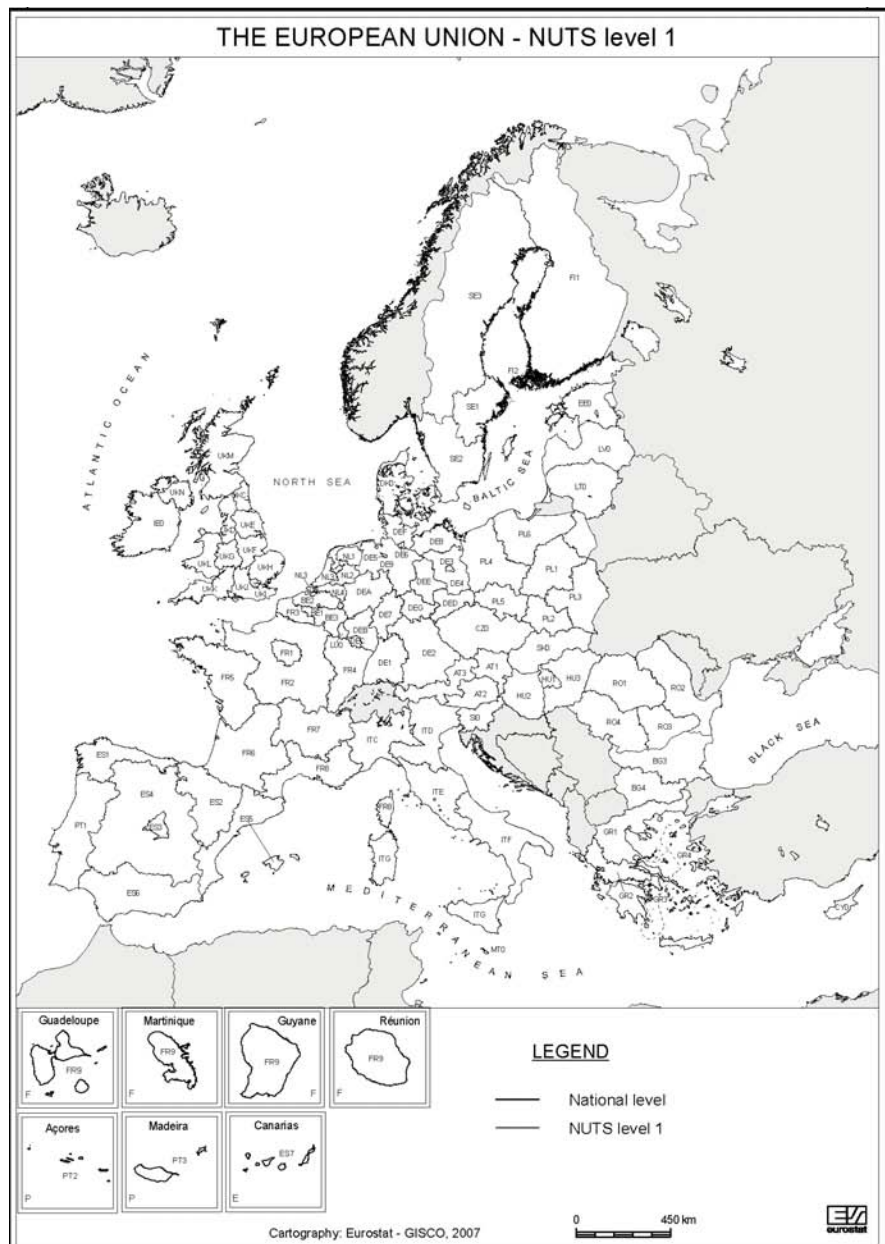 THE EUROPEAN UNION - NUTS level 1
FI1
SE3
FI2
SE1
EE0
ATLANTIC OCEAN
UKM
SE2
LV0
NORTH SEA
BALTIC SEA
LT0
UKN
UKC
DK0
IE0
UKD
UKE
DEF
DE8
PL6
UKL
UKG
UKF
UKH
NL1
DE5
DE6
DE9
DE3
PL4
PL1
UKK
UKJ
UKI
NL3
NL2
DEE
DE4
NL4
DEA
BE2
PL3
FR3
BE1
BE3
DE7
DEG
DED
PL5
PL2
DEB
DEC
CZ0
LU0
SK0
FR1
FR4
DE1
DE2
AT3
AT1
HU1
HU3
FR5
FR2
AT2
HU2
RO1
RO2
SI0
RO4
RO3
BLACK SEA
FR7
ITC
ITD
FR6
BG3
ES1
FR8
ITE
BG4
ES4
ES2
ES5
FR8
ES3
PT1
GR1
ITF
GR4
ITG
ES6
GR2
GR3
MEDITERRANEAN SEA
ITG
CY0
MT0
Guadeloupe
FR9
F
Martinique
FR9
F
Guyane
FR9
F
Réunion
FR9
F
LEGEND
National level
NUTS level 1
Açores
PT2
P
Madeira
PT3
P
Canarias
ES7
E
Cartography: Eurostat - GISCO, 2007
0 450 km
eurostat